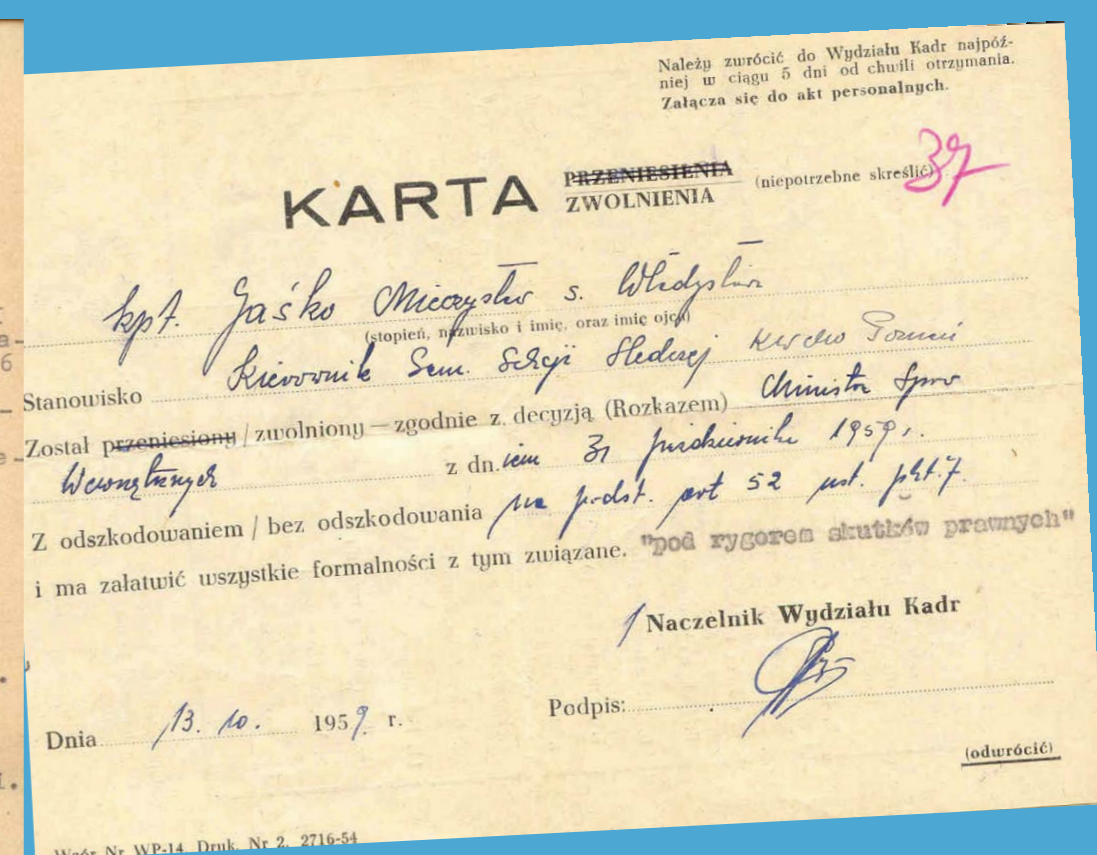 Należy zwrócić do Wydziału Kadr najpóź-
niej w ciągu 5 dni od chwili otrzymania.
Załącza się do akt personalnych.
37
KARTA PRZENIESIENIA
ZWOLNIENIA (niepotrzebne skreślić)
kpt. Jaśko Mieczysław s. Władysława
(stopień, nazwisko i imię, oraz imię ojca)
Stanowisko Kierownik Sam. Sekcji Śledczej
Został przeniesiony / zwolniony — zgodnie z decyzją (Rozkazem) Ministra Spraw
Wewnętrznych z dniem 31 października 1959 r.
Z odszkodowaniem / bez odszkodowania na podst. art 52 ust. pkt. 7.
i ma załatwić wszystkie formalności z tym związane. "pod rygorem skutków prawnych"
Naczelnik Wydziału Kadr
Podpis:
Dnia 13. 10. 1959 r.
(odwrócić)
Wzór Nr WP-14 Druk. Nr 2. 2716-54